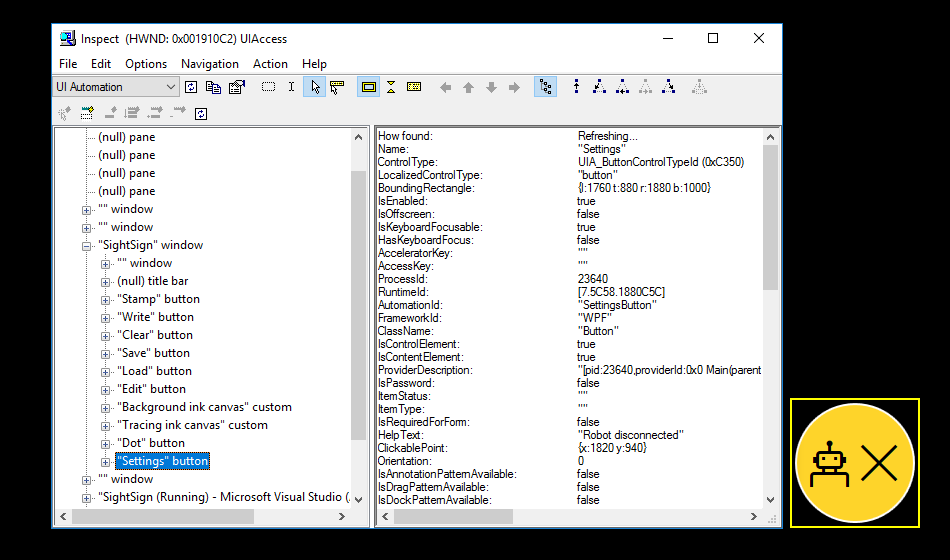 Inspect (HWND: 0x001910C2) UIAccess
File Edit Options Navigation Action Help
UI Automation
(null) pane
(null) pane
(null) pane
(null) pane
"" window
"" window
"SightSign" window
"" window
(null) title bar
"Stamp" button
"Write" button
"Clear" button
"Save" button
"Load" button
"Edit" button
"Background ink canvas" custom
"Tracing ink canvas" custom
"Dot" button
"Settings" button
"" window
"SightSign (Running) - Microsoft Visual Studio (
How found: Refreshing...
Name: "Settings"
ControlType: UIA_ButtonControlTypeId (0xC350)
LocalizedControlType: "button"
BoundingRectangle: {l:1760 t:880 r:1880 b:1000}
IsEnabled: true
IsOffscreen: false
IsKeyboardFocusable: true
HasKeyboardFocus: false
AcceleratorKey: ""
AccessKey: ""
ProcessId: 23640
RuntimeId: [7.5C58.1880C5C]
AutomationId: "SettingsButton"
FrameworkId: "WPF"
ClassName: "Button"
IsControlElement: true
IsContentElement: true
ProviderDescription: "[pid:23640,providerId:0x0 Main(parent
IsPassword: false
ItemStatus: ""
ItemType: ""
IsRequiredForForm: false
HelpText: "Robot disconnected"
ClickablePoint: {x:1820 y:940}
Orientation: 0
IsAnnotationPatternAvailable: false
IsDragPatternAvailable: false
IsDockPatternAvailable: false